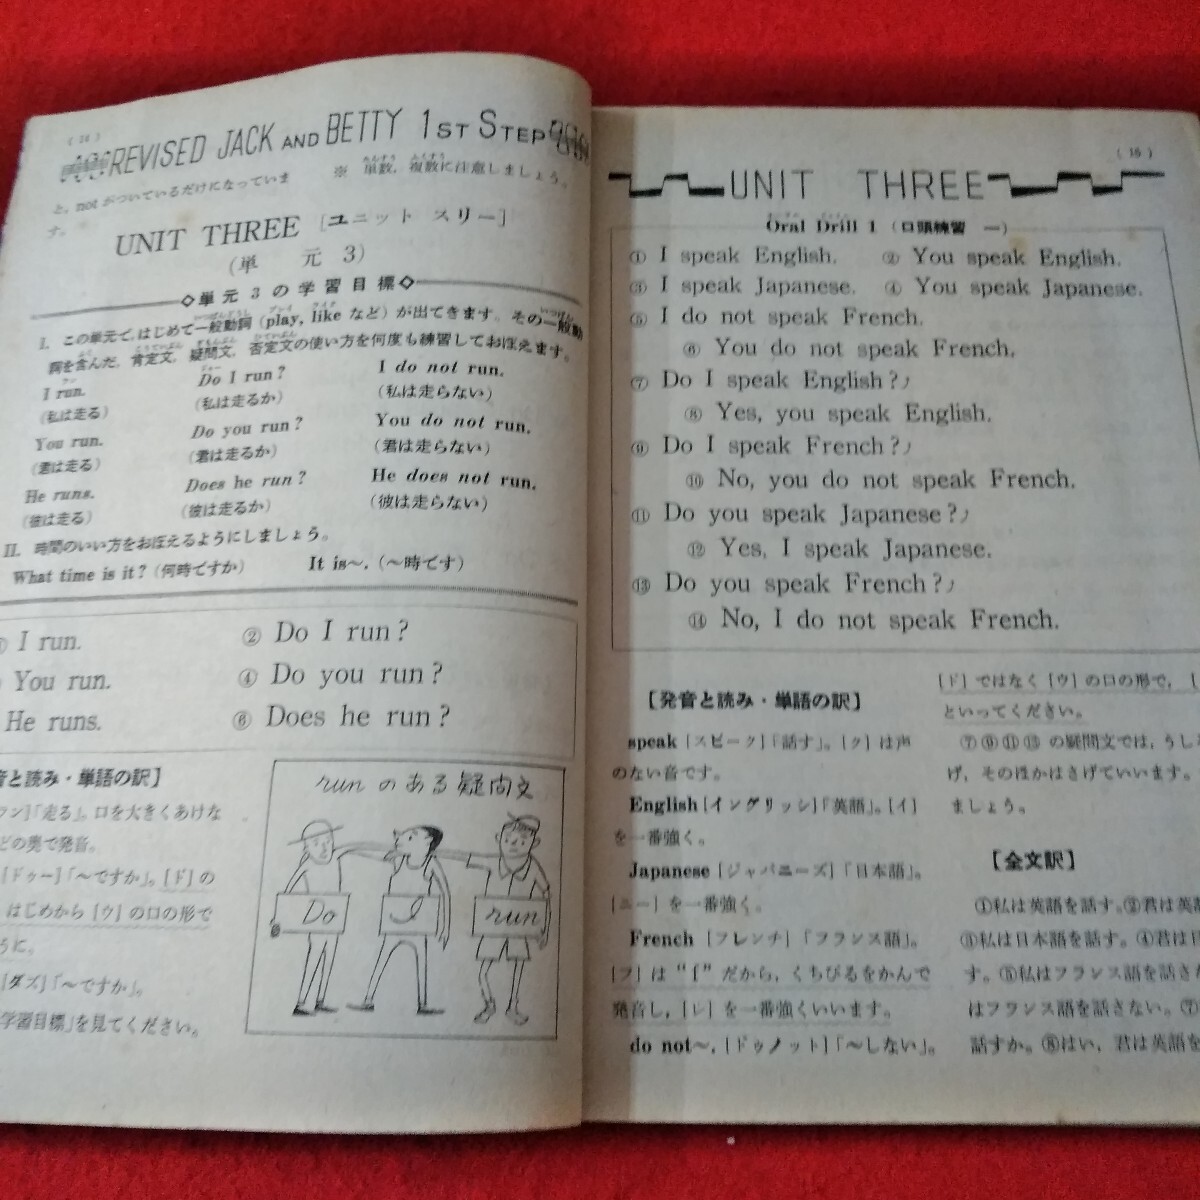 REVISED JACK AND BETTY 1ST STEP
と, not がついているだけになっていま
す。
※ 単数, 複数に注意しましょう。
UNIT THREE [ユニット スリー]
(単 元 3)
◇単元 3 の学習目標◇
I. この単元で, はじめて一般動詞 (play, like など) が出てきます。その一般動
詞を含んだ, 肯定文, 疑問文, 否定文の使い方を何度も練習しておぼえます。
I run. Do I run? I do not run.
(私は走る) (私は走るか) (私は走らない)
You run. Do you run? You do not run.
(君は走る) (君は走るか) (君は走らない)
He runs. Does he run? He does not run.
(彼は走る) (彼は走るか) (彼は走らない)
II. 時間のいい方をおぼえるようにしましょう。
What time is it? (何時ですか) It is〜. (〜時です)
① I run. ② Do I run?
You run. ④ Do you run?
He runs. ⑥ Does he run?
音と読み・単語の訳】
ラン]「走る」。口を大きくあけな
どの奥で発音。
[ドゥー]「〜ですか」。[ド] の
はじめから [ウ] の口の形で
うに。
[ダズ]「〜ですか」。
学習目標」を見てください。
run のある疑問文
Do I run
( 15 )
UNIT THREE
Oral Drill 1 (口頭練習 一)
① I speak English. ② You speak English.
③ I speak Japanese. ④ You speak Japanese.
⑤ I do not speak French.
⑥ You do not speak French.
⑦ Do I speak English?
⑧ Yes, you speak English.
⑨ Do I speak French?
⑩ No, you do not speak French.
⑪ Do you speak Japanese?
⑫ Yes, I speak Japanese.
⑬ Do you speak French?
⑭ No, I do not speak French.
【発音と読み・単語の訳】
speak [スピーク]「話す」。[ク] は声
のない音です。
English [イングリッシ]「英語」。[イ]
を一番強く。
Japanese [ジャパニーズ]「日本語」。
[ニー] を一番強く。
French [フレンチ]「フランス語」。
[フ] は “f” だから, くちびるをかんで
発音し, [レ] を一番強くいいます。
do not〜, [ドゥノット]「〜しない」。
[ド] ではなく [ウ] の口の形で, [
といってください。
⑦⑨⑪⑬ の疑問文では, うし
げ, そのほかはさげていいます。
ましょう。
【全文訳】
①私は英語を話す。②君は英
③私は日本語を話す。④君は
す。⑤私はフランス語を話さ
はフランス語を話さない。⑦
話すか。⑧はい, 君は英語を